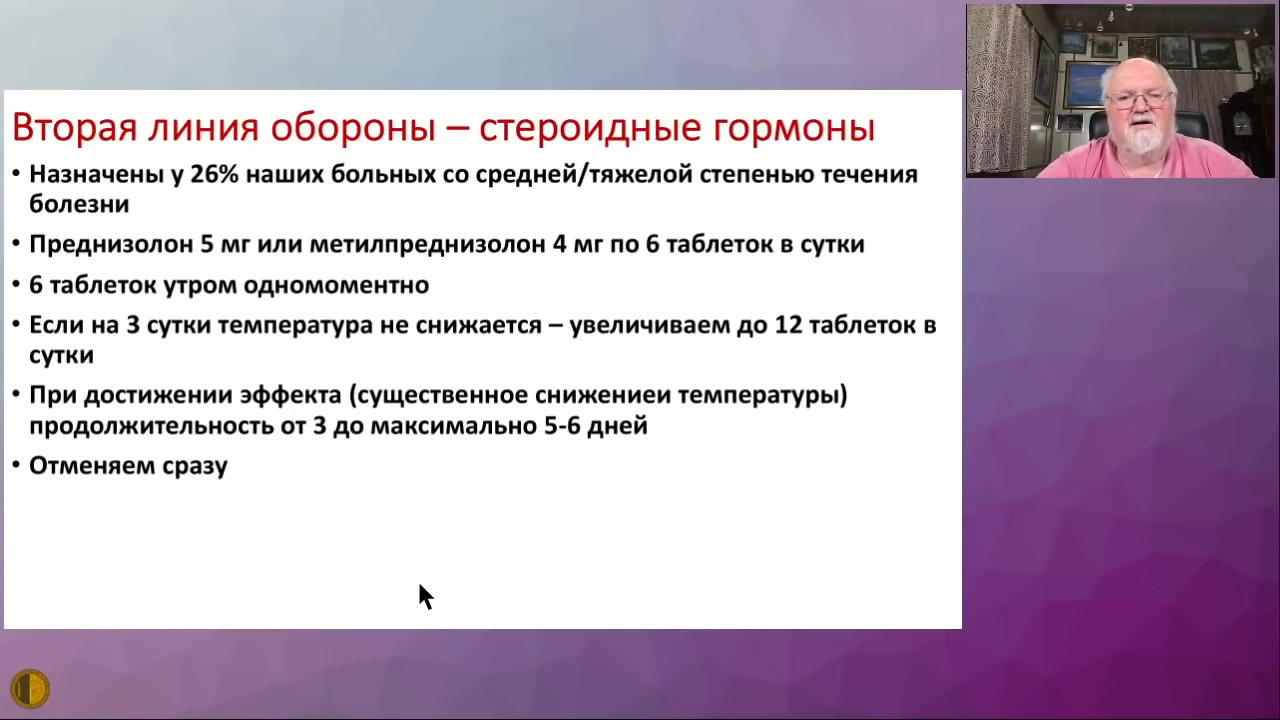 Вторая линия обороны – стероидные гормоны
• Назначены у 26% наших больных со средней/тяжелой степенью течения
болезни
• Преднизолон 5 мг или метилпреднизолон 4 мг по 6 таблеток в сутки
• 6 таблеток утром одномоментно
• Если на 3 сутки температура не снижается – увеличиваем до 12 таблеток в
сутки
• При достижении эффекта (существенное снижениеи температуры)
продолжительность от 3 до максимально 5-6 дней
• Отменяем сразу